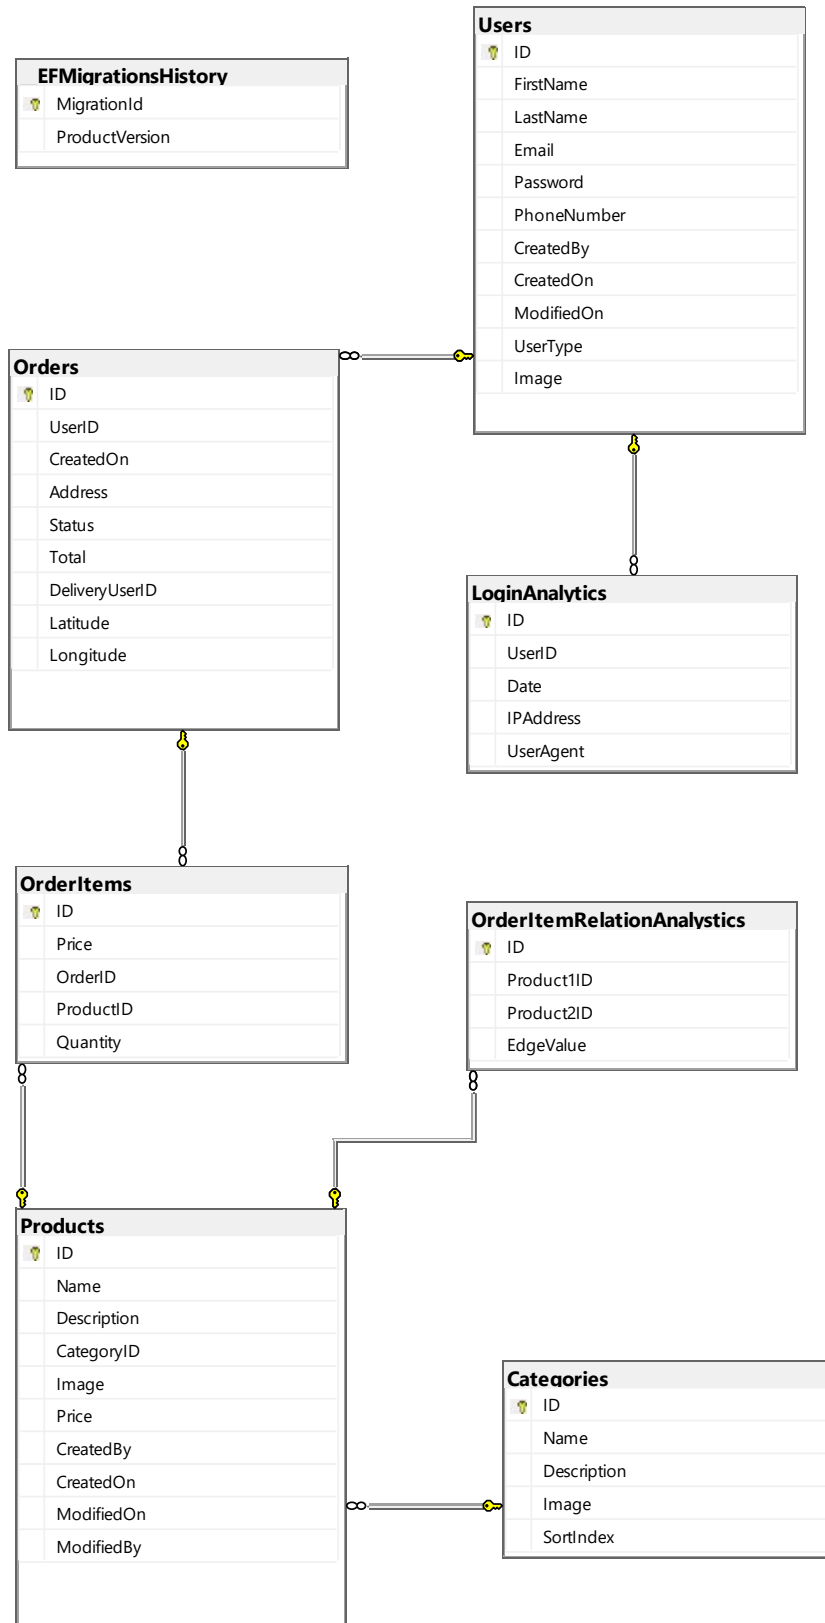 EFMigrationsHistory
MigrationId
ProductVersion
Users
ID
FirstName
LastName
Email
Password
PhoneNumber
CreatedBy
CreatedOn
ModifiedOn
UserType
Image
Orders
ID
UserID
CreatedOn
Address
Status
Total
DeliveryUserID
Latitude
Longitude
LoginAnalytics
ID
UserID
Date
IPAddress
UserAgent
OrderItems
ID
Price
OrderID
ProductID
Quantity
OrderItemRelationAnalystics
ID
Product1ID
Product2ID
EdgeValue
Products
ID
Name
Description
CategoryID
Image
Price
CreatedBy
CreatedOn
ModifiedOn
ModifiedBy
Categories
ID
Name
Description
Image
SortIndex